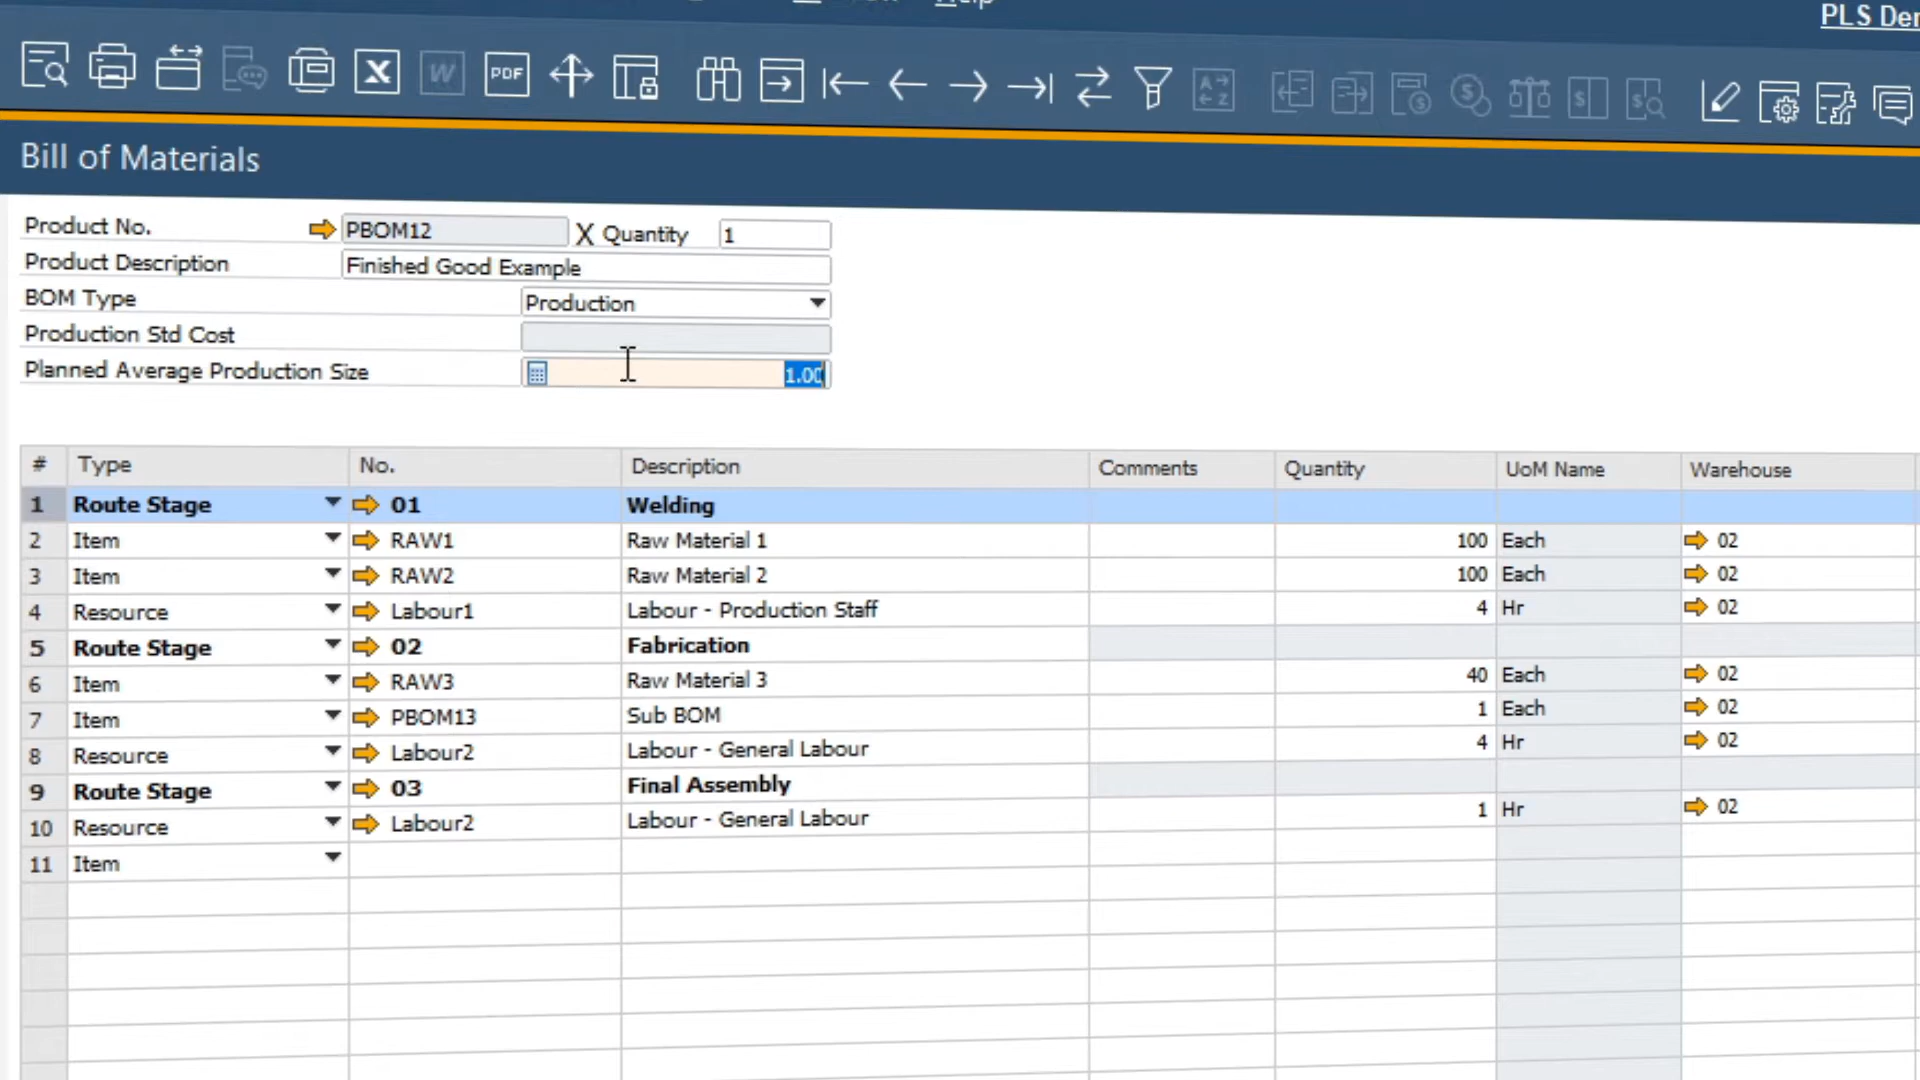 PLS
X W PDF A Z $ $ $
Bill of Materials
Product No. PBOM12 X Quantity 1
Product Description Finished Good Example
BOM Type Production
Production Std Cost
Planned Average Production Size 1.00
# Type No. Description Comments Quantity UoM Name Warehouse
1 Route Stage 01 Welding
2 Item RAW1 Raw Material 1 100 Each 02
3 Item RAW2 Raw Material 2 100 Each 02
4 Resource Labour1 Labour - Production Staff 4 Hr 02
5 Route Stage 02 Fabrication
6 Item RAW3 Raw Material 3 40 Each 02
7 Item PBOM13 Sub BOM 1 Each 02
8 Resource Labour2 Labour - General Labour 4 Hr 02
9 Route Stage 03 Final Assembly
10 Resource Labour2 Labour - General Labour 1 Hr 02
11 Item